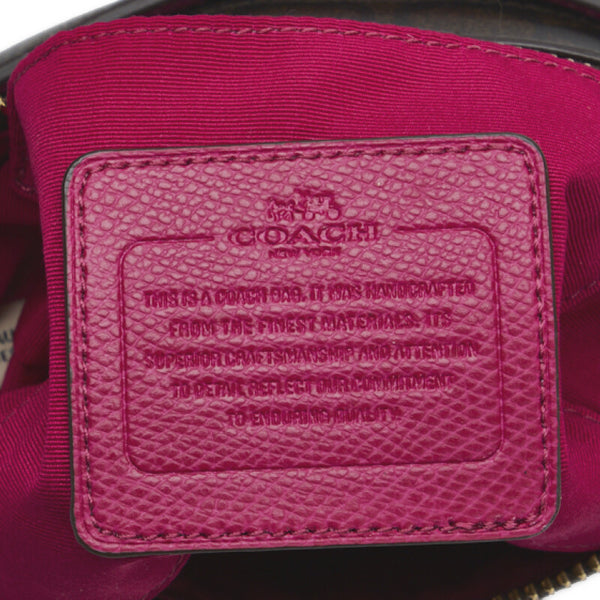 COACH
NEW YORK
THIS IS A COACH BAG. IT WAS HANDCRAFTED
FROM THE FINEST MATERIALS. ITS
SUPERIOR CRAFTSMANSHIP AND ATTENTION
TO DETAIL REFLECT OUR COMMITMENT
TO ENDURING QUALITY.